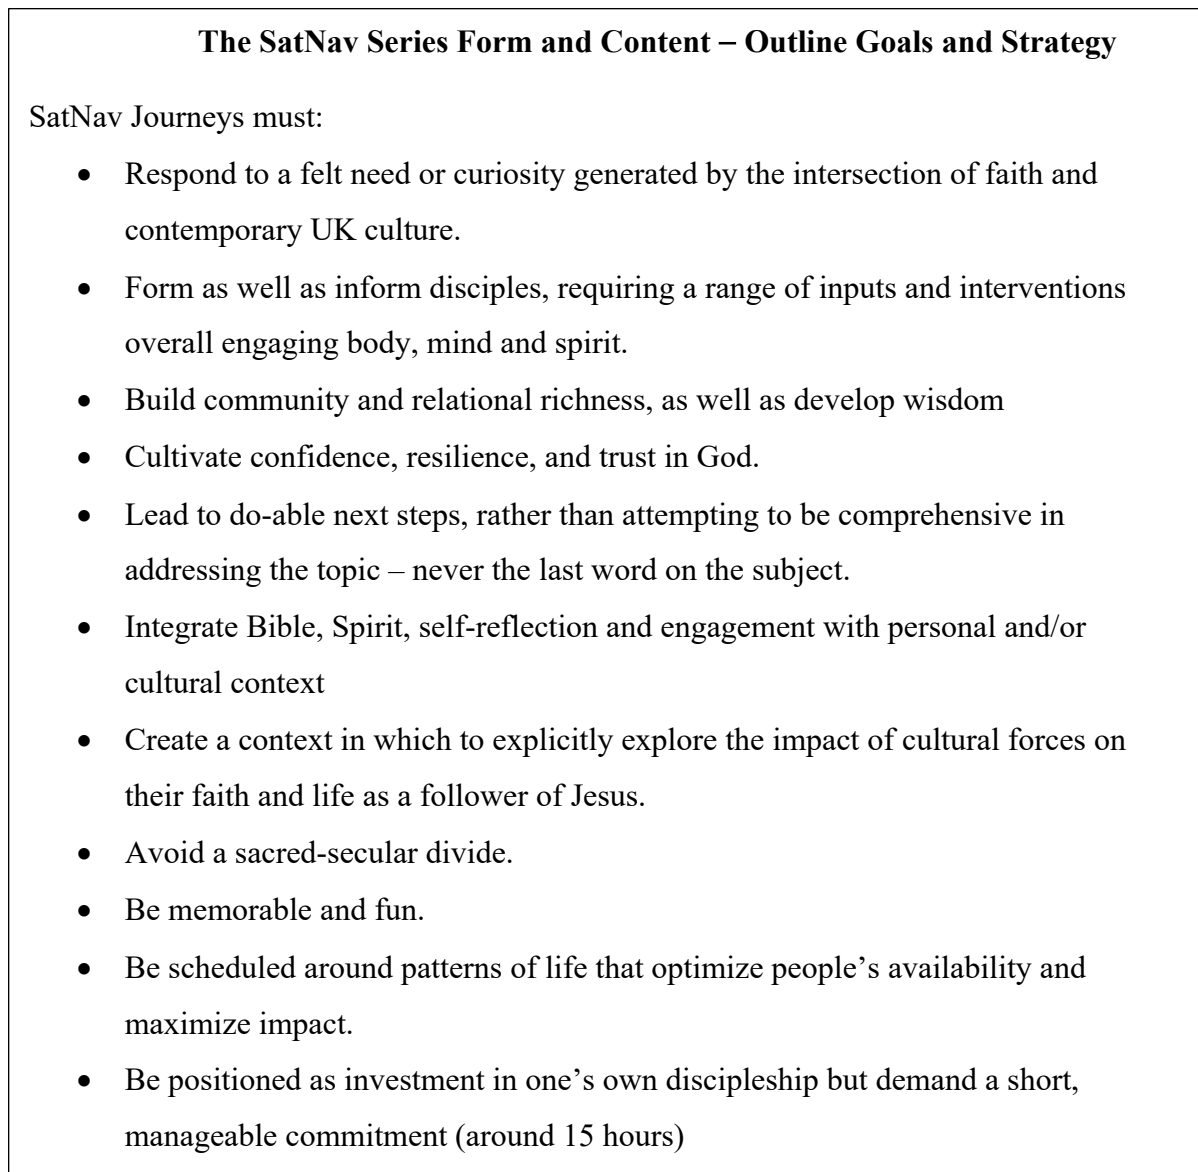 The SatNav Series Form and Content – Outline Goals and Strategy
SatNav Journeys must:
• Respond to a felt need or curiosity generated by the intersection of faith and
contemporary UK culture.
• Form as well as inform disciples, requiring a range of inputs and interventions
overall engaging body, mind and spirit.
• Build community and relational richness, as well as develop wisdom
• Cultivate confidence, resilience, and trust in God.
• Lead to do-able next steps, rather than attempting to be comprehensive in
addressing the topic – never the last word on the subject.
• Integrate Bible, Spirit, self-reflection and engagement with personal and/or
cultural context
• Create a context in which to explicitly explore the impact of cultural forces on
their faith and life as a follower of Jesus.
• Avoid a sacred-secular divide.
• Be memorable and fun.
• Be scheduled around patterns of life that optimize people’s availability and
maximize impact.
• Be positioned as investment in one’s own discipleship but demand a short,
manageable commitment (around 15 hours)